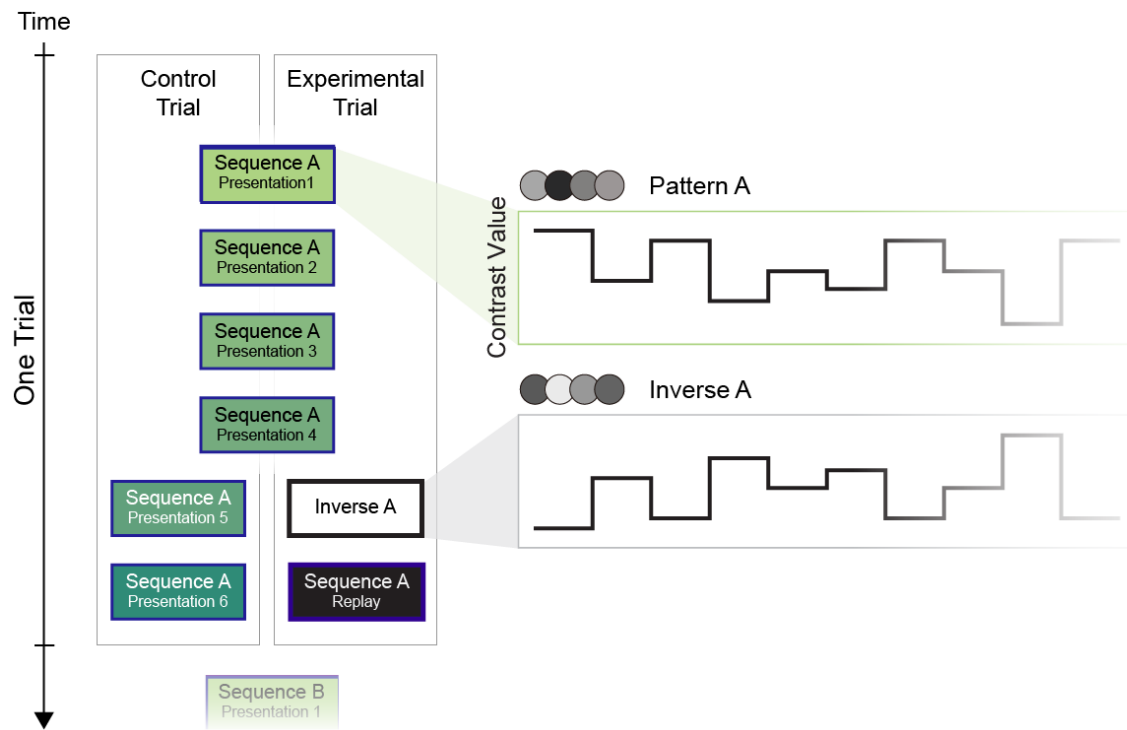 Time
One Trial
Control
Trial
Experimental
Trial
Sequence A
Presentation1
Sequence A
Presentation 2
Sequence A
Presentation 3
Sequence A
Presentation 4
Sequence A
Presentation 5
Inverse A
Sequence A
Presentation 6
Sequence A
Replay
Sequence B
Presentation 1
Pattern A
Contrast Value
Inverse A